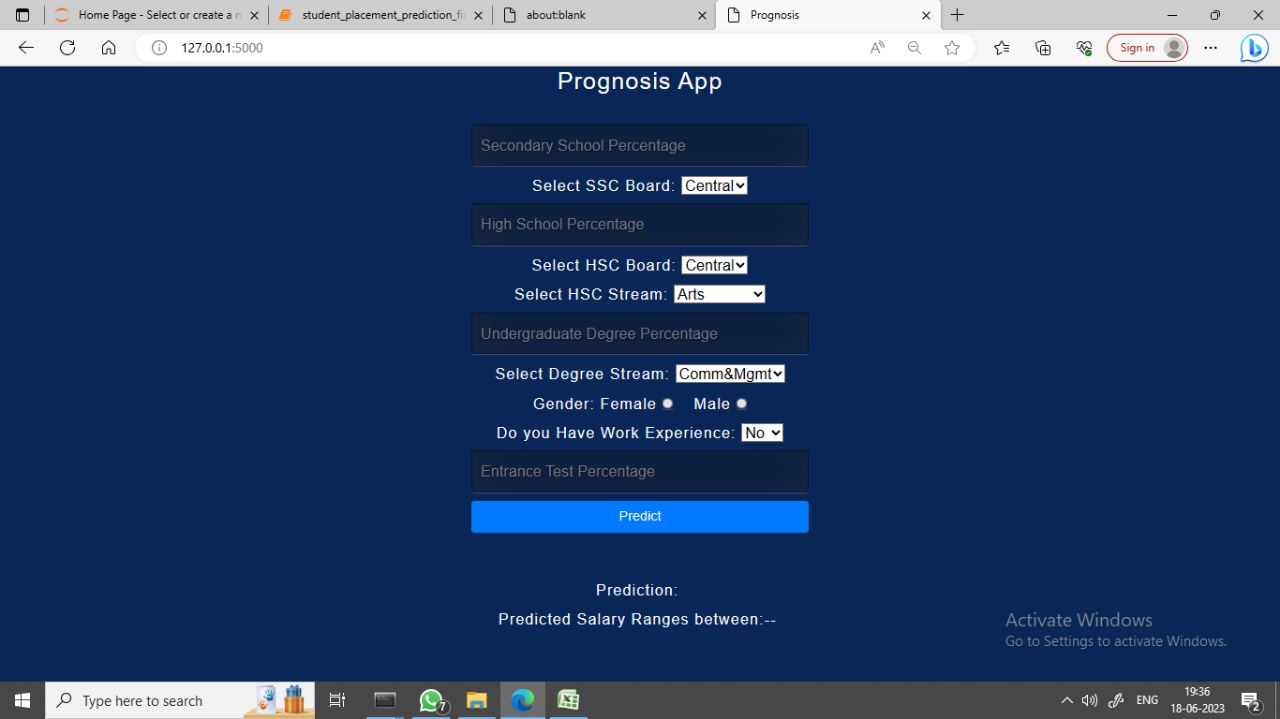 Home Page - Select or create a n
student_placement_prediction_fi
about:blank
Prognosis
127.0.0.1:5000
Sign in
Prognosis App
Secondary School Percentage
Select SSC Board: Central
High School Percentage
Select HSC Board: Central
Select HSC Stream: Arts
Undergraduate Degree Percentage
Select Degree Stream: Comm&Mgmt
Gender: Female Male
Do you Have Work Experience: No
Entrance Test Percentage
Predict
Prediction:
Predicted Salary Ranges between:--
Activate Windows
Go to Settings to activate Windows.
Type here to search
7
ENG
19:36
18-06-2023
2